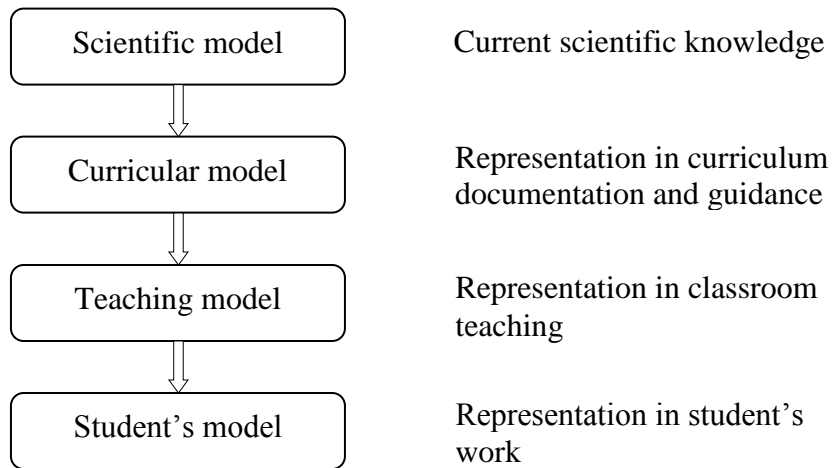 Scientific model
Current scientific knowledge
Curricular model
Representation in curriculum
documentation and guidance
Teaching model
Representation in classroom
teaching
Student’s model
Representation in student’s
work